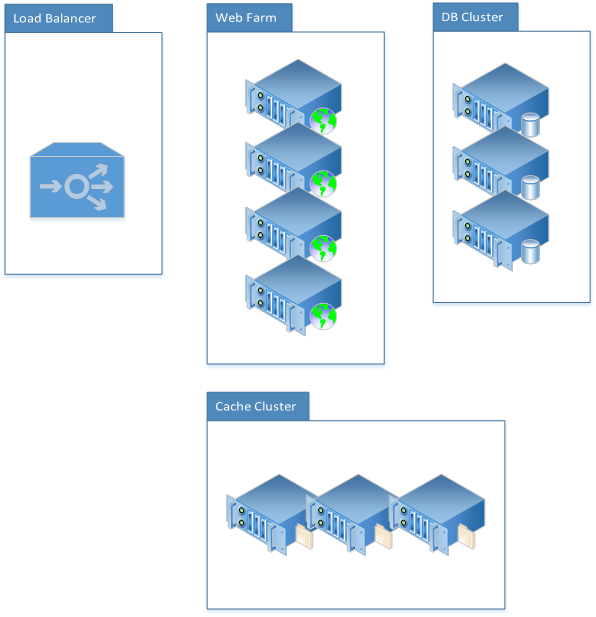 Load Balancer
Web Farm
DB Cluster
Cache Cluster